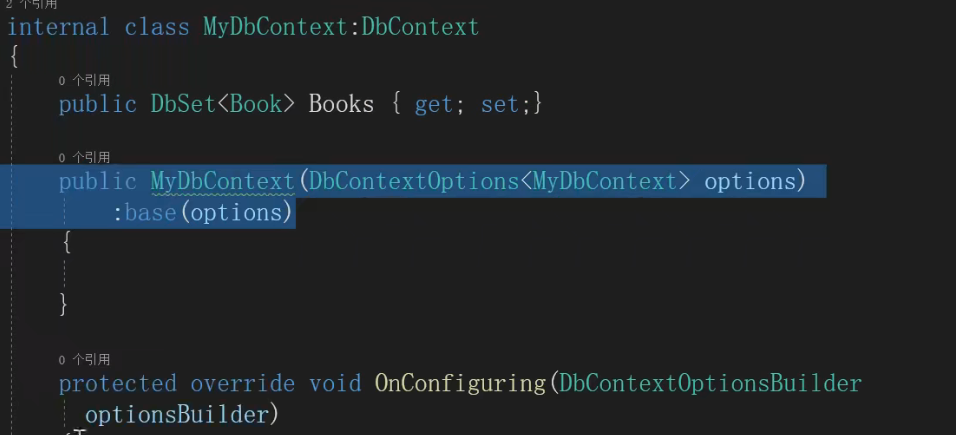 2 个引用
internal class MyDbContext:DbContext
{
0 个引用
public DbSet<Book> Books { get; set;}
0 个引用
public MyDbContext(DbContextOptions<MyDbContext> options)
:base(options)
{
}
0 个引用
protected override void OnConfiguring(DbContextOptionsBuilder
optionsBuilder)